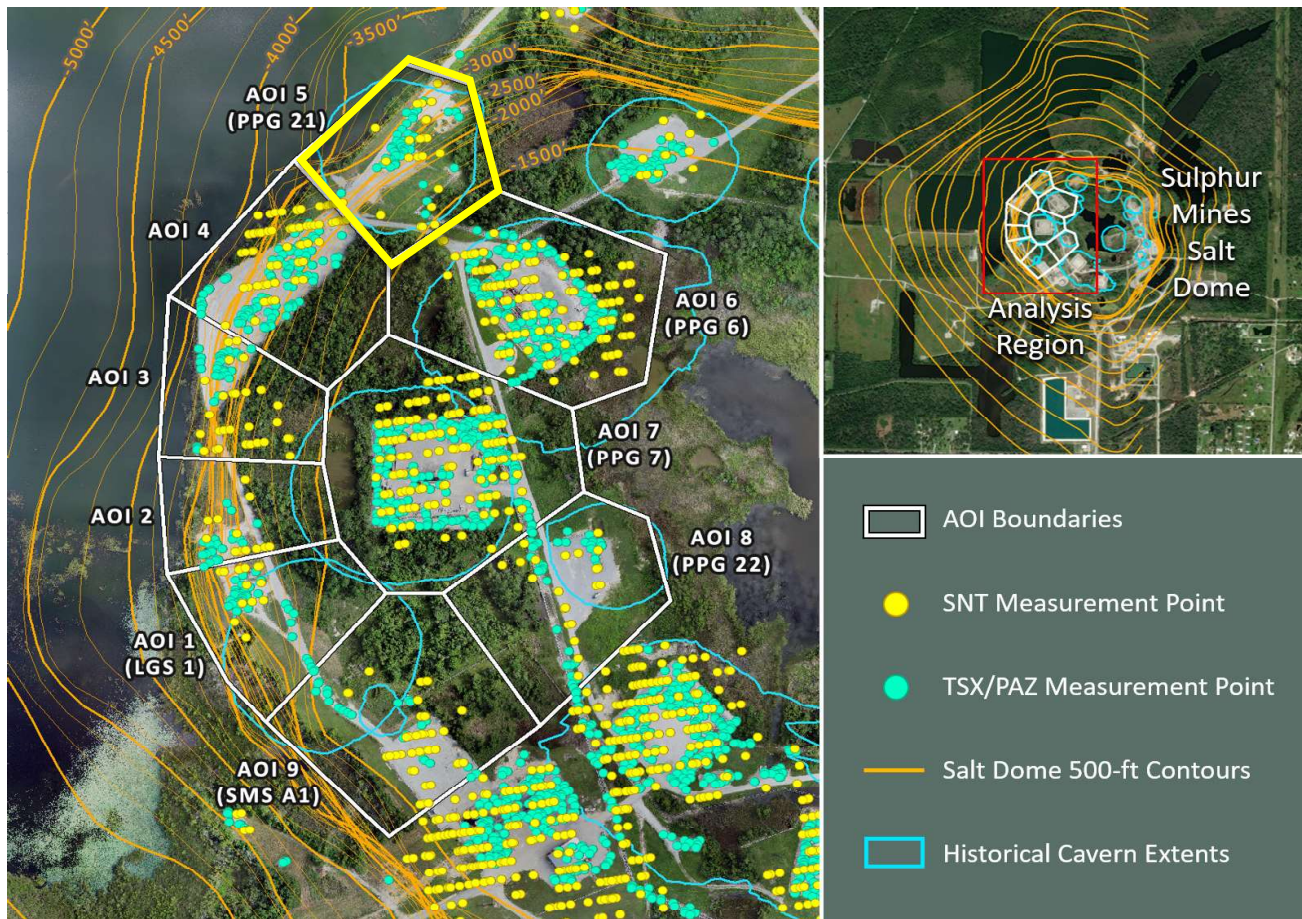 -5000'
-4500'
-4000'
-3500'
-3000'
-2500'
-2000'
-1500'
AOI 5
(PPG 21)
AOI 4
AOI 3
AOI 2
AOI 1
(LGS 1)
AOI 6
(PPG 6)
AOI 7
(PPG 7)
AOI 8
(PPG 22)
AOI 9
(SMS A1)
Sulphur
Mines
Salt
Dome
Analysis
Region
AOI Boundaries
SNT Measurement Point
TSX/PAZ Measurement Point
Salt Dome 500-ft Contours
Historical Cavern Extents